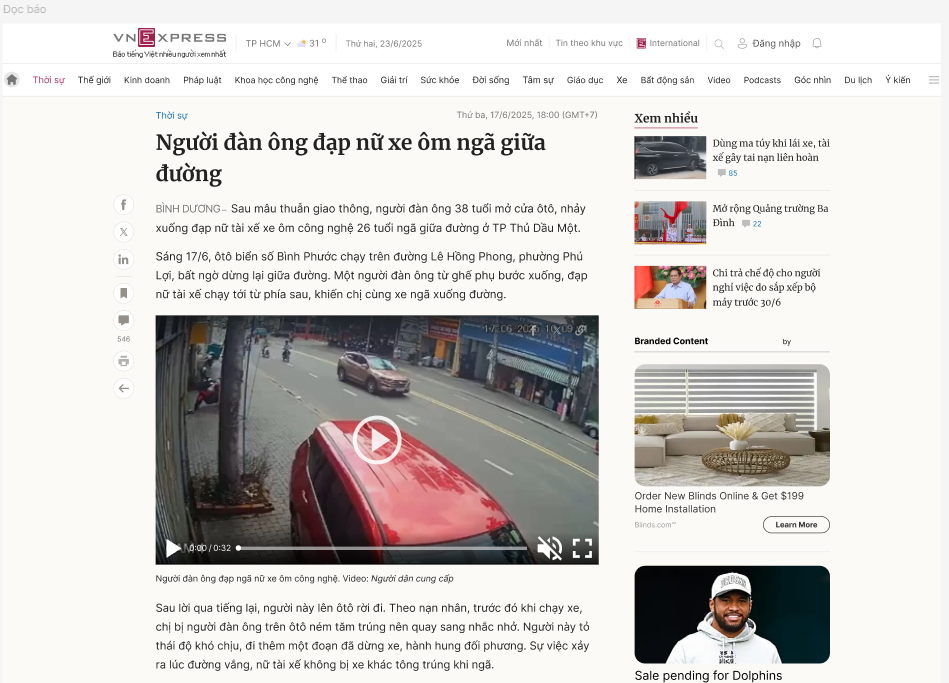 Đọc báo
VNEXPRESS
Báo tiếng Việt nhiều người xem nhất
TP HCM 31°
Thứ hai, 23/6/2025
Mới nhất
Tin theo khu vực
International
Đăng nhập
Thời sự Thế giới Kinh doanh Pháp luật Khoa học công nghệ Thể thao Giải trí Sức khỏe Đời sống Tâm sự Giáo dục Xe Bất động sản Video Podcasts Góc nhìn Du lịch Ý kiến
Thời sự
Thứ ba, 17/6/2025, 18:00 (GMT+7)
Người đàn ông đạp nữ xe ôm ngã giữa
đường
BÌNH DƯƠNG– Sau mâu thuẫn giao thông, người đàn ông 38 tuổi mở cửa ôtô, nhảy
xuống đạp nữ tài xế xe ôm công nghệ 26 tuổi ngã giữa đường ở TP Thủ Dầu Một.
Sáng 17/6, ôtô biển số Bình Phước chạy trên đường Lê Hồng Phong, phường Phú
Lợi, bất ngờ dừng lại giữa đường. Một người đàn ông từ ghế phụ bước xuống, đạp
nữ tài xế chạy tới từ phía sau, khiến chị cùng xe ngã xuống đường.
546
0:00 / 0:32
Người đàn ông đạp ngã nữ xe ôm công nghệ. Video: Người dân cung cấp
Sau lời qua tiếng lại, người này lên ôtô rời đi. Theo nạn nhân, trước đó khi chạy xe,
chị bị người đàn ông trên ôtô ném tăm trúng nên quay sang nhắc nhở. Người này tỏ
thái độ khó chịu, đi thêm một đoạn đã dừng xe, hành hung đối phương. Sự việc xảy
ra lúc đường vắng, nữ tài xế không bị xe khác tông trúng khi ngã.
Xem nhiều
Dùng ma túy khi lái xe, tài
xế gây tai nạn liên hoàn
85
Mở rộng Quảng trường Ba
Đình 22
Chi trả chế độ cho người
nghỉ việc do sắp xếp bộ
máy trước 30/6
Branded Content
by
Order New Blinds Online & Get $199
Home Installation
Blinds.com™
Learn More
Sale pending for Dolphins